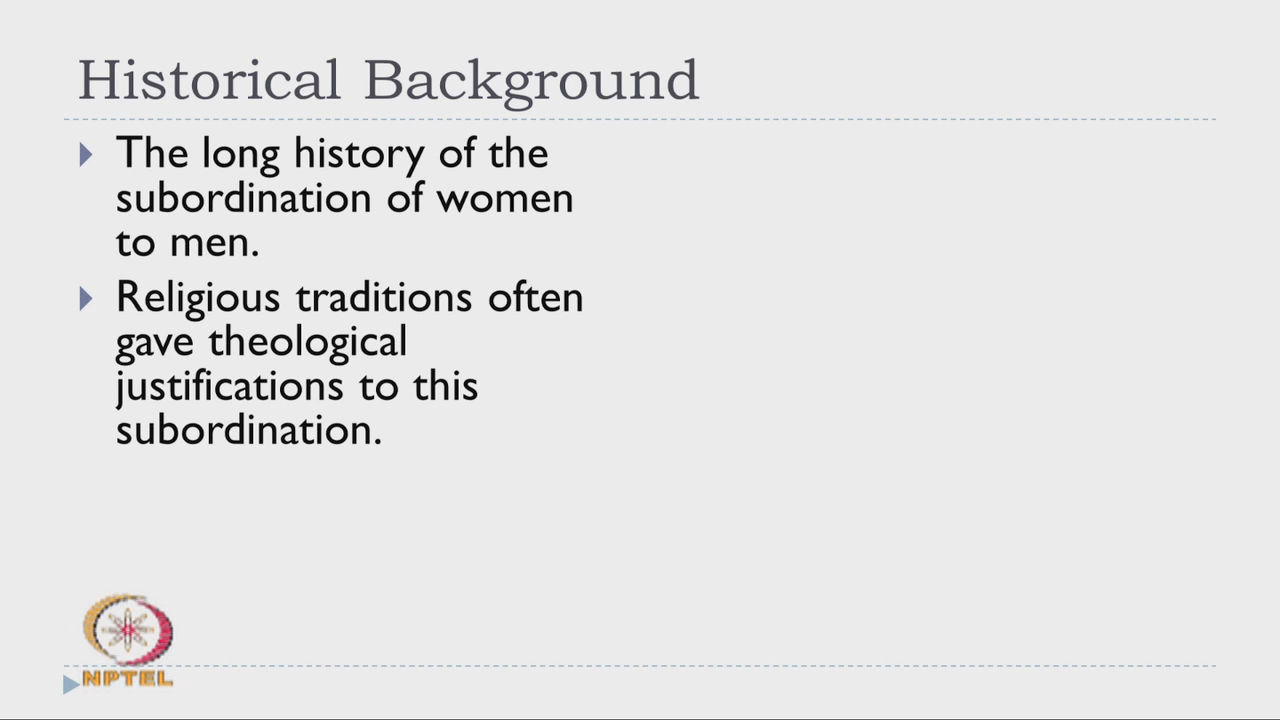 Historical Background
The long history of the
subordination of women
to men.
Religious traditions often
gave theological
justifications to this
subordination.
NPTEL